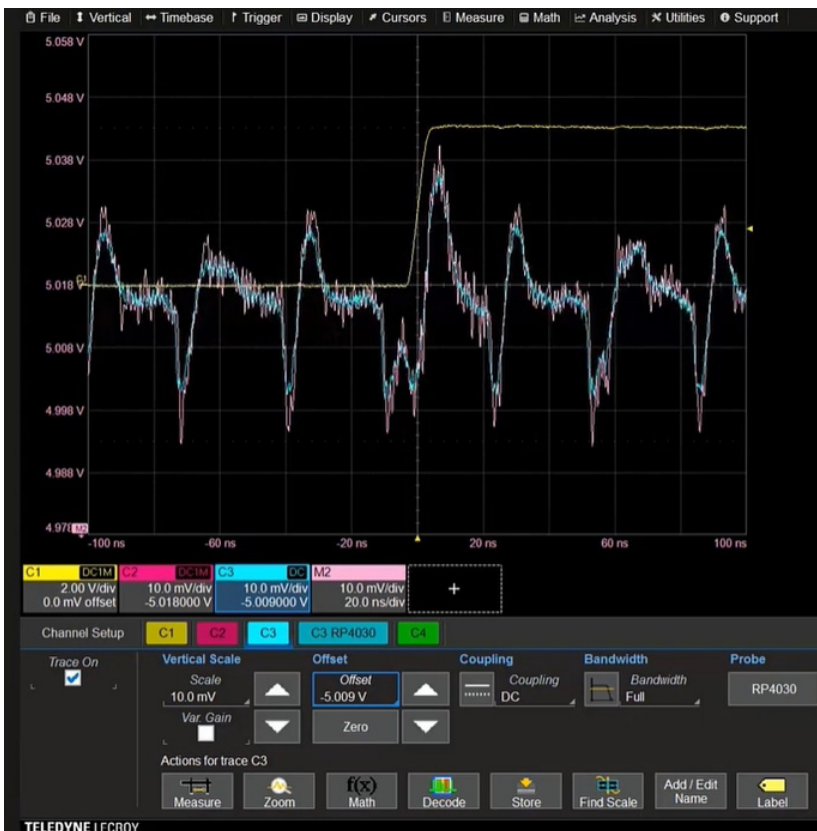 File Vertical Timebase Trigger Display Cursors Measure Math Analysis Utilities Support
5.058 V
5.048 V
5.038 V
5.028 V
5.018 V
C1
5.008 V
4.998 V
4.988 V
4.978
M2
-100 ns -60 ns -20 ns 20 ns 60 ns 100 ns
C1 DC1M C2 DC1M C3 DC M2
2.00 V/div 10.0 mV/div 10.0 mV/div 10.0 mV/div +
0.0 mV offset -5.018000 V -5.009000 V 20.0 ns/div
Channel Setup C1 C2 C3 C3 RP4030 C4
Trace On Vertical Scale Offset Coupling Bandwidth Probe
Scale Offset Coupling Bandwidth RP4030
10.0 mV -5.009 V DC Full
Var. Gain Zero
Actions for trace C3
f(x)
Measure Zoom Math Decode Store Find Scale Add / Edit Name Label
TELEDYNE LECROY